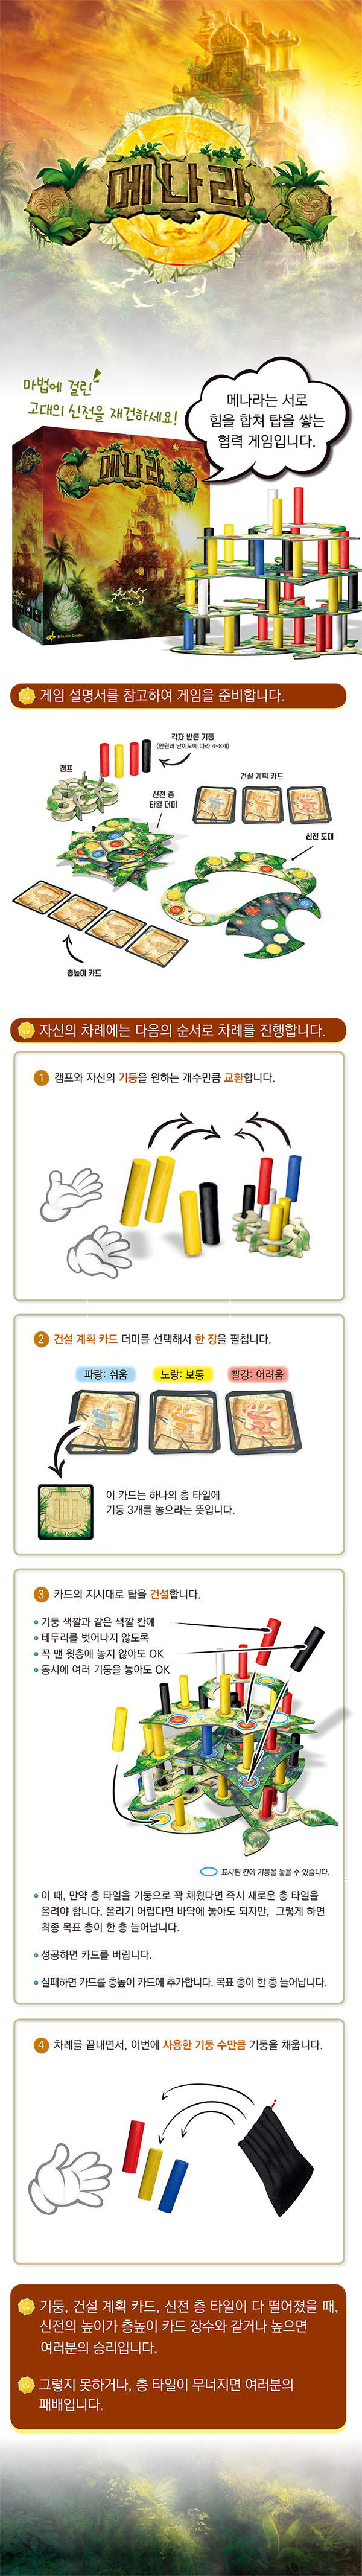 메나라
마법에 걸린
고대의 신전을 재건하세요!
메나라는 서로
힘을 합쳐 탑을 쌓는
협력 게임입니다.
메나라
게임 설명서를 참고하여 게임을 준비합니다.
각자 받은 기둥
(인원과 난이도에 따라 4~8개)
캠프
건설 계획 카드
신전 층
타일 더미
신전 토대
층높이 카드
자신의 차례에는 다음의 순서로 차례를 진행합니다.
1 캠프와 자신의 기둥을 원하는 개수만큼 교환합니다.
2 건설 계획 카드 더미를 선택해서 한 장을 펼칩니다.
파랑: 쉬움 노랑: 보통 빨강: 어려움
이 카드는 하나의 층 타일에
기둥 3개를 놓으라는 뜻입니다.
3 카드의 지시대로 탑을 건설합니다.
기둥 색깔과 같은 색깔 칸에
테두리를 벗어나지 않도록
꼭 맨 윗층에 놓지 않아도 OK
동시에 여러 기둥을 놓아도 OK
표시된 칸에 기둥을 놓을 수 있습니다.
이 때, 만약 층 타일을 기둥으로 꽉 채웠다면 즉시 새로운 층 타일을
올려야 합니다. 올리기 어렵다면 바닥에 놓아도 되지만, 그렇게 하면
최종 목표 층이 한 층 늘어납니다.
성공하면 카드를 버립니다.
실패하면 카드를 층높이 카드에 추가합니다. 목표 층이 한 층 늘어납니다.
4 차례를 끝내면서, 이번에 사용한 기둥 수만큼 기둥을 채웁니다.
기둥, 건설 계획 카드, 신전 층 타일이 다 떨어졌을 때,
신전의 높이가 층높이 카드 장수와 같거나 높으면
여러분의 승리입니다.
그렇지 못하거나, 층 타일이 무너지면 여러분의
패배입니다.